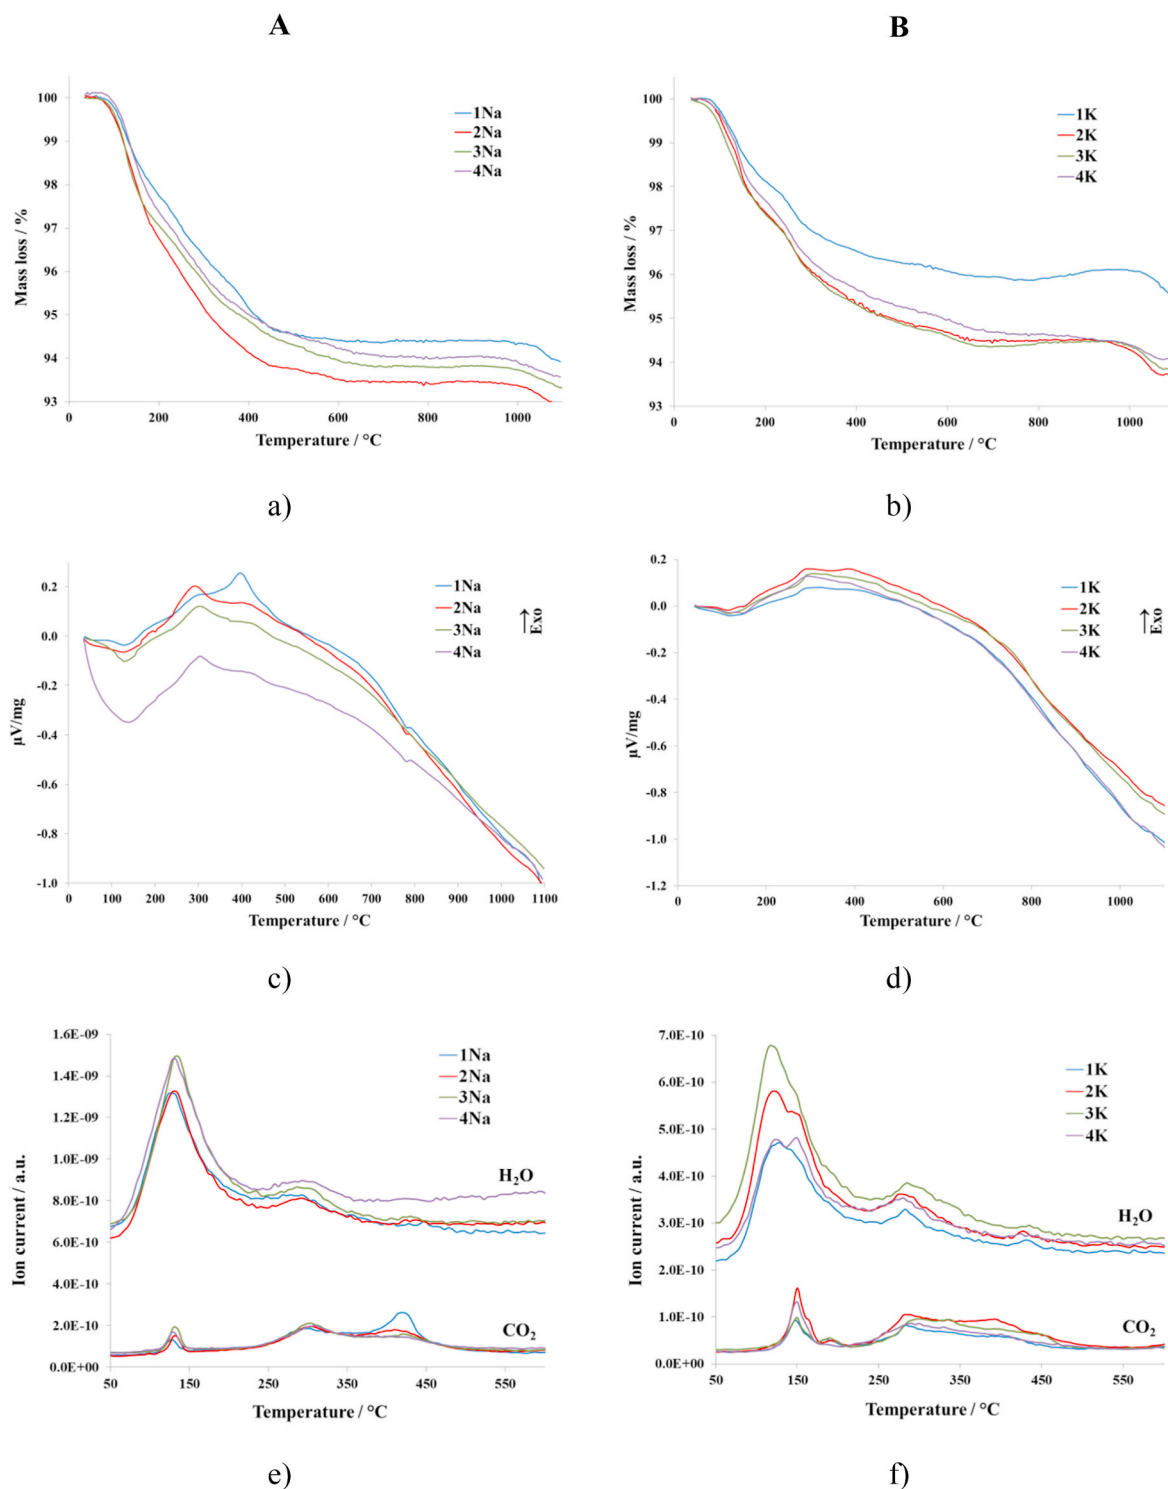 A
B
100
99
98
97
96
95
94
93
0
200
400
600
800
1000
Mass loss / %
Temperature / °C
1Na
2Na
3Na
4Na
100
99
98
97
96
95
94
93
0
200
400
600
800
1000
Mass loss / %
Temperature / °C
1K
2K
3K
4K
a)
b)
0.2
0.0
-0.2
-0.4
-0.6
-0.8
-1.0
0
100
200
300
400
500
600
700
800
900
1000
1100
µV/mg
Temperature / °C
1Na
2Na
3Na
4Na
Exo
0.2
0.0
-0.2
-0.4
-0.6
-0.8
-1.0
-1.2
0
200
400
600
800
1000
µV/mg
Temperature / °C
1K
2K
3K
4K
Exo
c)
d)
1.6E-09
1.4E-09
1.2E-09
1.0E-09
8.0E-10
6.0E-10
4.0E-10
2.0E-10
0.0E+00
50
150
250
350
450
550
Ion current / a.u.
Temperature / °C
1Na
2Na
3Na
4Na
H₂O
CO₂
7.0E-10
6.0E-10
5.0E-10
4.0E-10
3.0E-10
2.0E-10
1.0E-10
0.0E+00
50
150
250
350
450
550
Ion current / a.u.
Temperature / °C
1K
2K
3K
4K
H₂O
CO₂
e)
f)